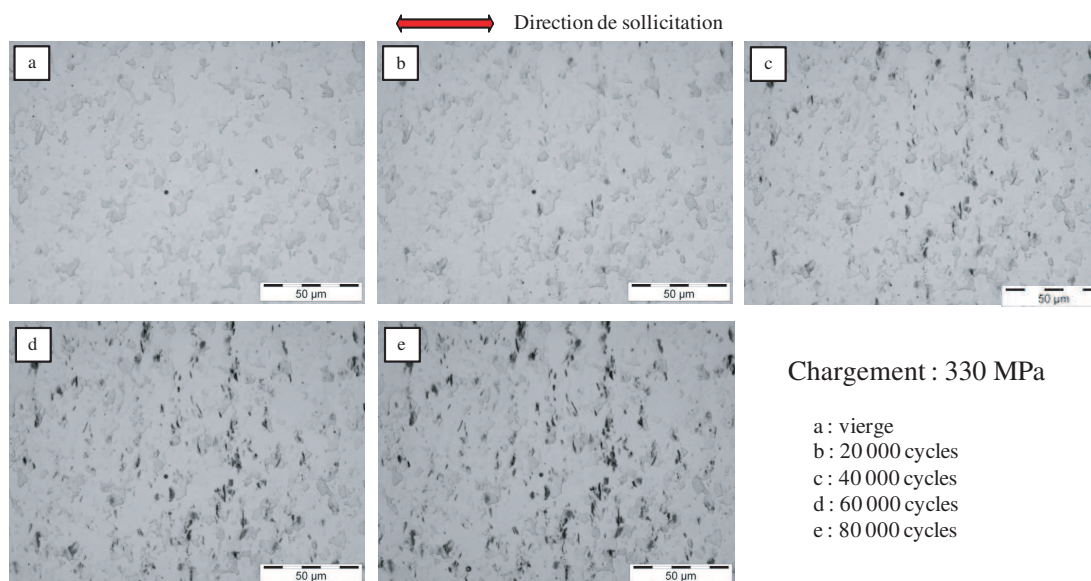 Direction de sollicitation
a
b
c
50 µm
50 µm
50 µm
d
e
50 µm
50 µm
Chargement : 330 MPa
a : vierge
b : 20 000 cycles
c : 40 000 cycles
d : 60 000 cycles
e : 80 000 cycles